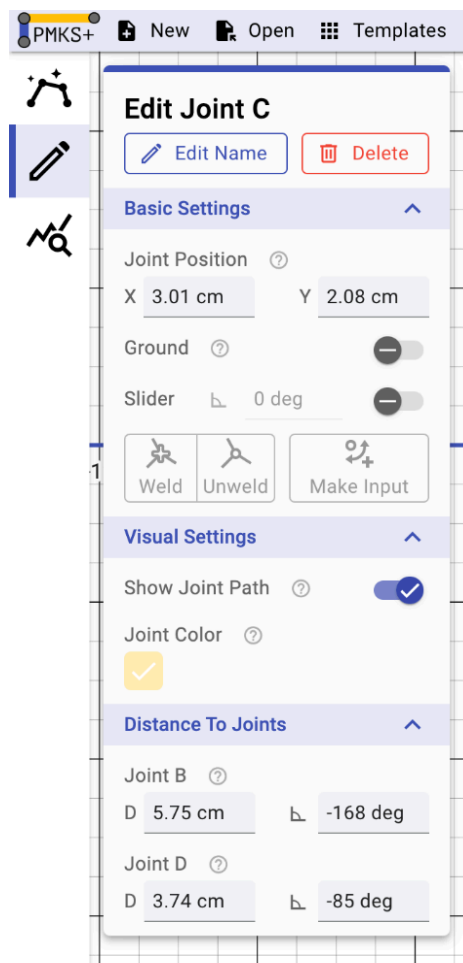 PMKS+ New Open Templates
Edit Joint C
Edit Name Delete
Basic Settings
Joint Position
X 3.01 cm Y 2.08 cm
Ground
Slider 0 deg
1
Weld Unweld Make Input
Visual Settings
Show Joint Path
Joint Color
Distance To Joints
Joint B
D 5.75 cm -168 deg
Joint D
D 3.74 cm -85 deg